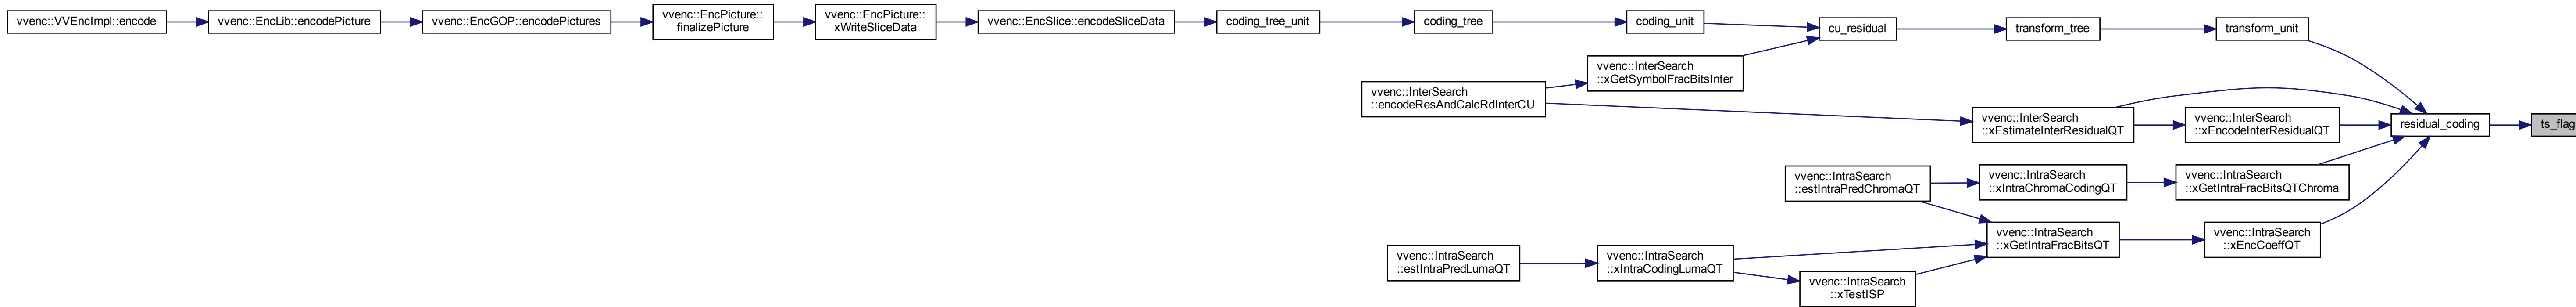 vvenc::VVEncImpl::encode
vvenc::EncLib::encodePicture
vvenc::EncGOP::encodePictures
vvenc::EncPicture::
finalizePicture
vvenc::EncPicture::
xWriteSliceData
vvenc::EncSlice::encodeSliceData
coding_tree_unit
coding_tree
coding_unit
cu_residual
transform_tree
transform_unit
vvenc::InterSearch
::xGetSymbolFracBitsInter
vvenc::InterSearch
::encodeResAndCalcRdInterCU
vvenc::InterSearch
::xEstimateInterResidualQT
vvenc::InterSearch
::xEncodeInterResidualQT
residual_coding
ts_flag
vvenc::IntraSearch
::estIntraPredChromaQT
vvenc::IntraSearch
::xIntraChromaCodingQT
vvenc::IntraSearch
::xGetIntraFracBitsQTChroma
vvenc::IntraSearch
::xGetIntraFracBitsQT
vvenc::IntraSearch
::xEncCoeffQT
vvenc::IntraSearch
::estIntraPredLumaQT
vvenc::IntraSearch
::xIntraCodingLumaQT
vvenc::IntraSearch
::xTestISP